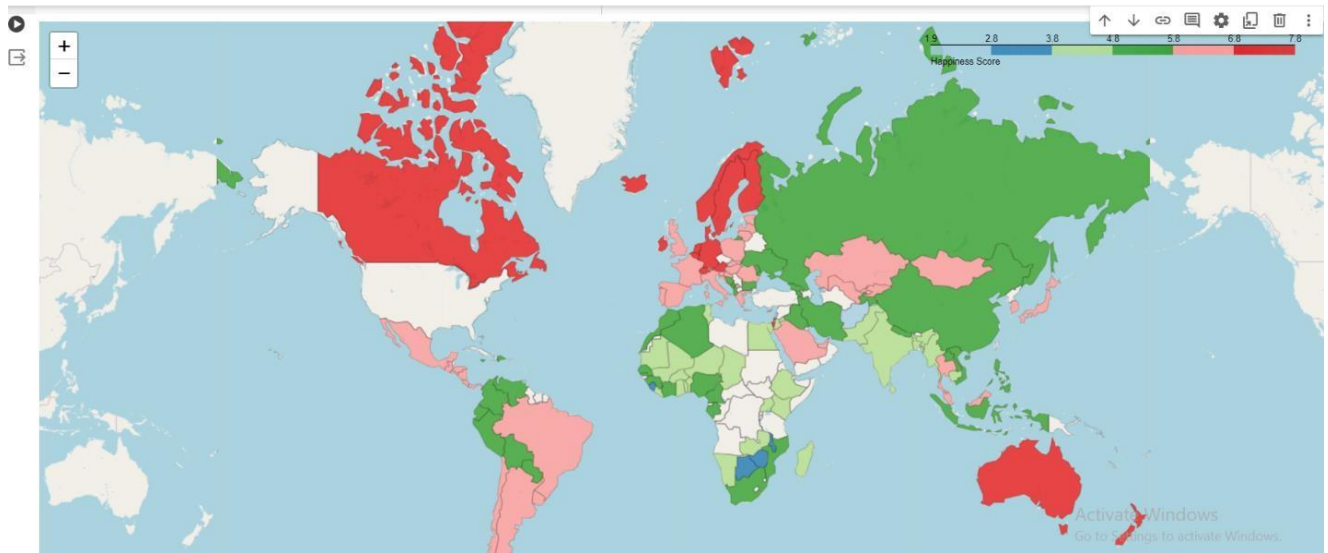 +
−
1.9 2.8 3.8 4.8 5.8 6.8 7.8
Happiness Score
Activate Windows
Go to Settings to activate Windows.